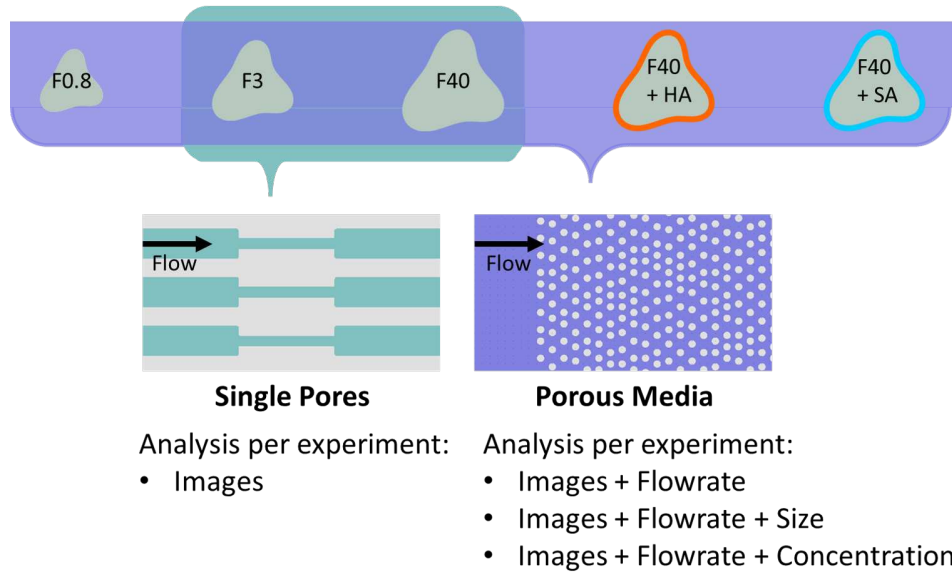 F0.8
F3
F40
F40
+ HA
F40
+ SA
Flow
Flow
Single Pores
Porous Media
Analysis per experiment:
• Images
Analysis per experiment:
• Images + Flowrate
• Images + Flowrate + Size
• Images + Flowrate + Concentration